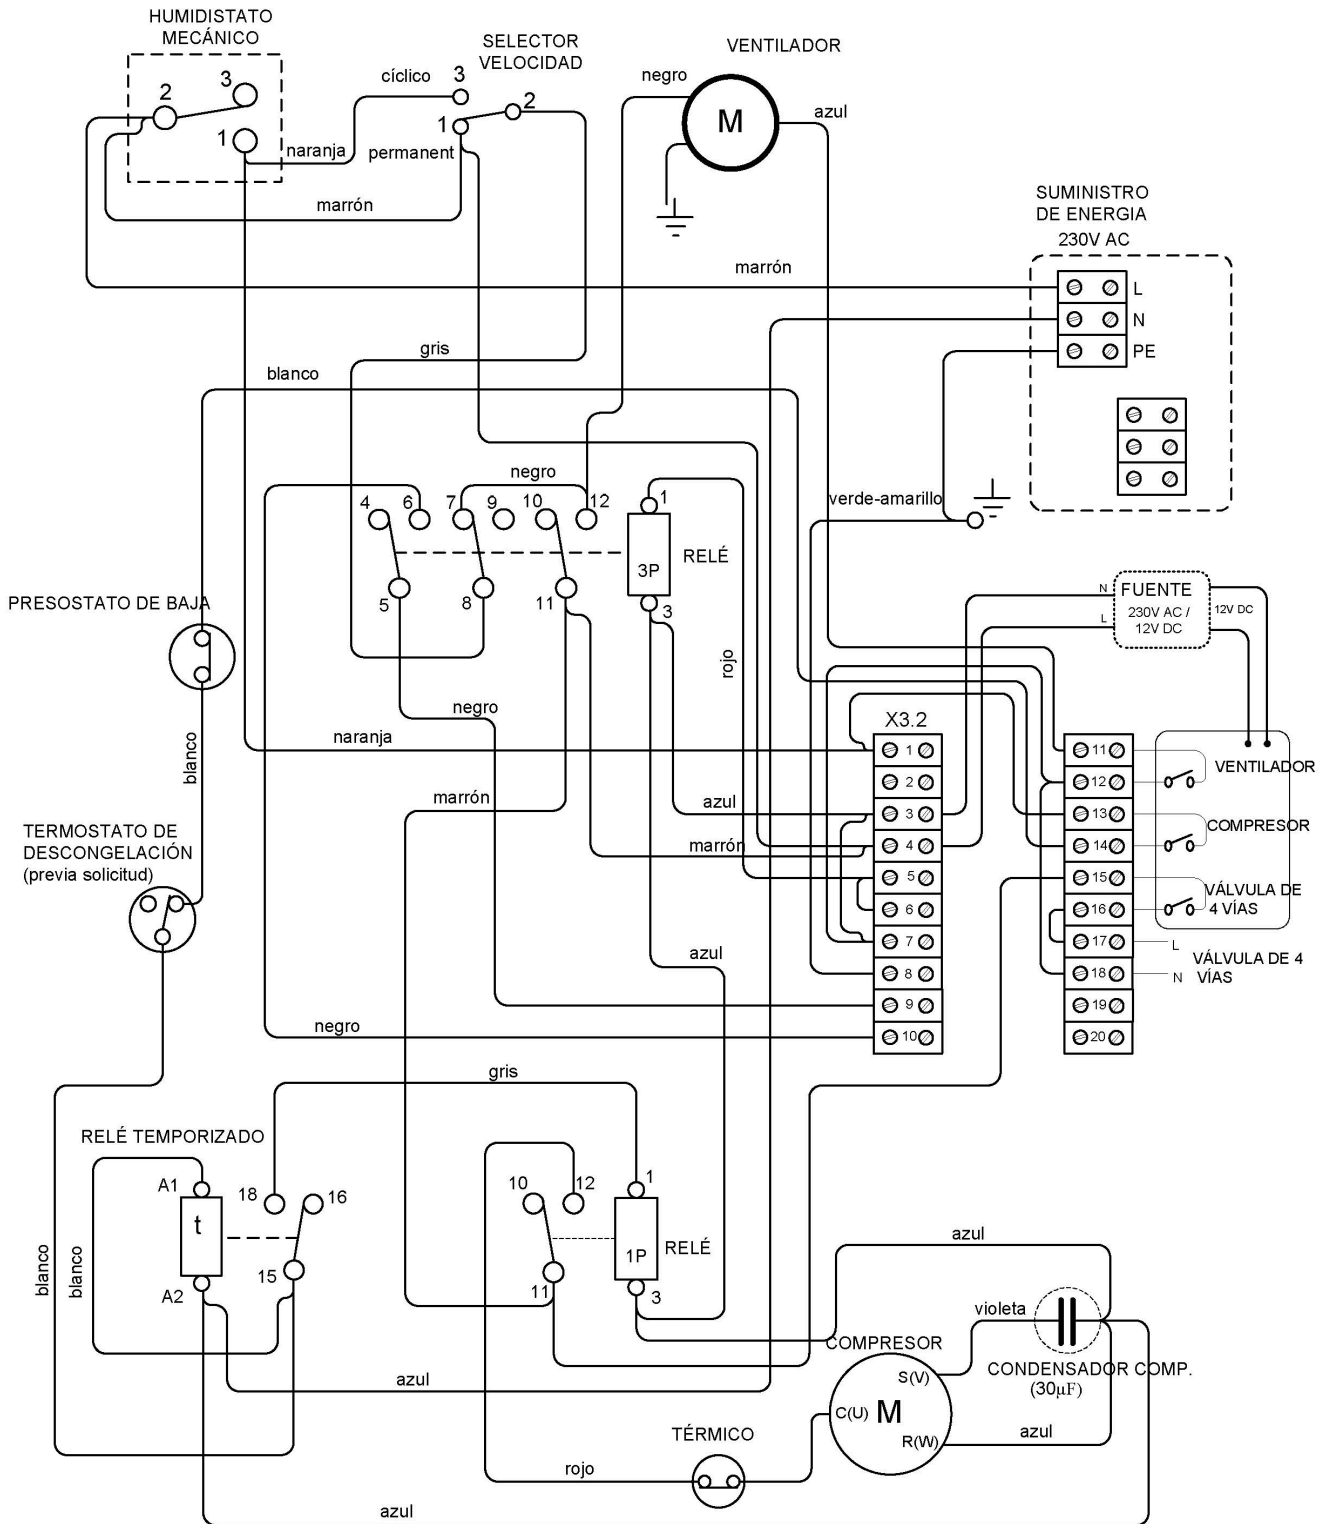 HUMIDISTATO
MECÁNICO
SELECTOR
VELOCIDAD
VENTILADOR
cíclico
3
2
3
1
2
1
negro
azul
M
naranja
permanent
marrón
SUMINISTRO
DE ENERGIA
230V AC
marrón
L
N
PE
gris
blanco
negro
4
6
7
9
10
12
1
verde-amarillo
RELÉ
3P
5
8
11
3
PRESOSTATO DE BAJA
N
FUENTE
L
230V AC /
12V DC
12V DC
rojo
negro
naranja
blanco
X3.2
1
2
3
4
5
6
7
8
9
10
11
12
13
14
15
16
17
18
19
20
VENTILADOR
COMPRESOR
VÁLVULA DE
4 VÍAS
L
N
VÁLVULA DE 4
VÍAS
marrón
azul
marrón
TERMOSTATO DE
DESCONGELACIÓN
(previa solicitud)
azul
negro
gris
RELÉ TEMPORIZADO
A1
t
A2
18
16
15
10
12
11
1
1P
3
RELÉ
blanco
blanco
azul
violeta
COMPRESOR
CONDENSADOR COMP.
(30µF)
S(V)
C(U)
M
R(W)
azul
azul
TÉRMICO
rojo
azul